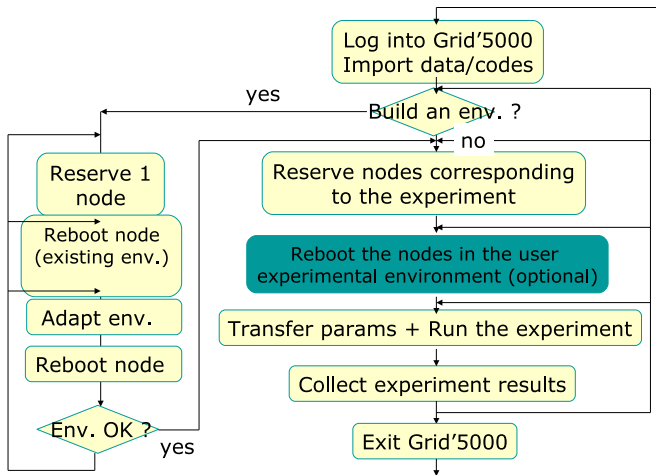 Log into Grid'5000
Import data/codes
yes
Build an env. ?
no
Reserve 1
node
Reserve nodes corresponding
to the experiment
Reboot node
(existing env.)
Reboot the nodes in the user
experimental environment (optional)
Adapt env.
Transfer params + Run the experiment
Reboot node
Collect experiment results
Env. OK ?
yes
Exit Grid'5000